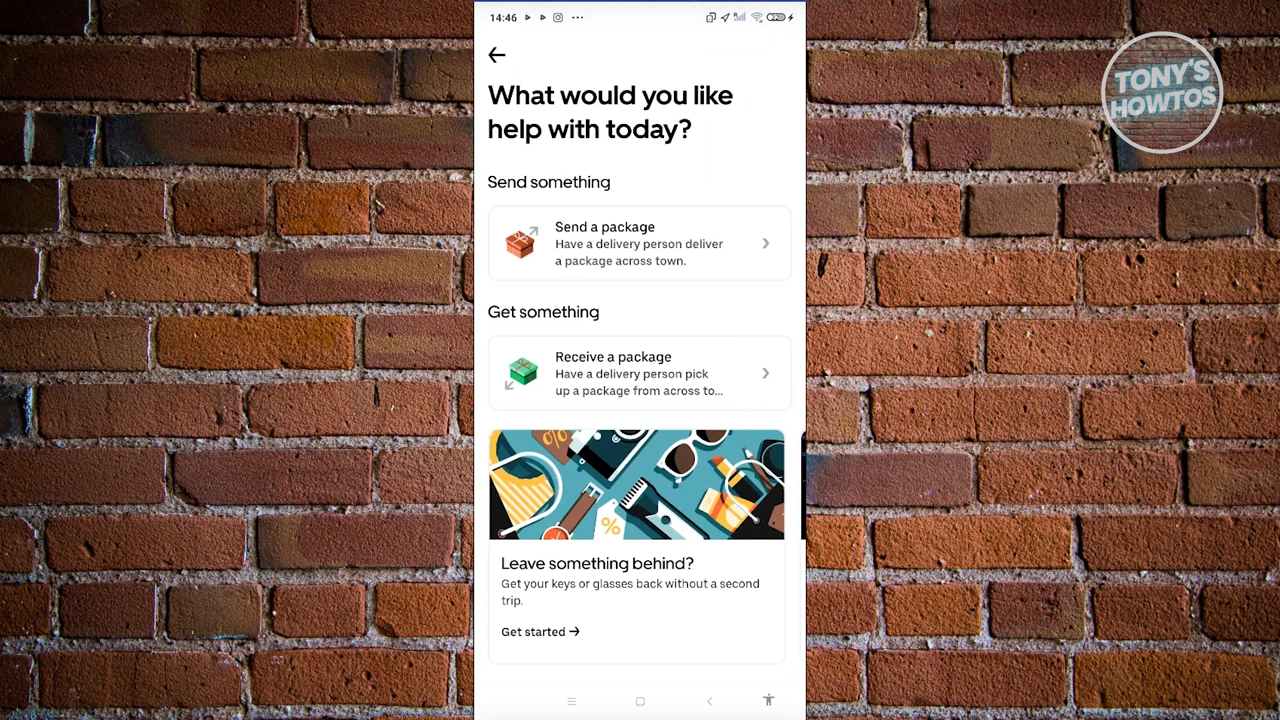 14:46
TONY'S
HOWTOS
What would you like
help with today?
Send something
Send a package
Have a delivery person deliver
a package across town.
Get something
Receive a package
Have a delivery person pick
up a package from across to...
%
%
Leave something behind?
Get your keys or glasses back without a second
trip.
Get started →